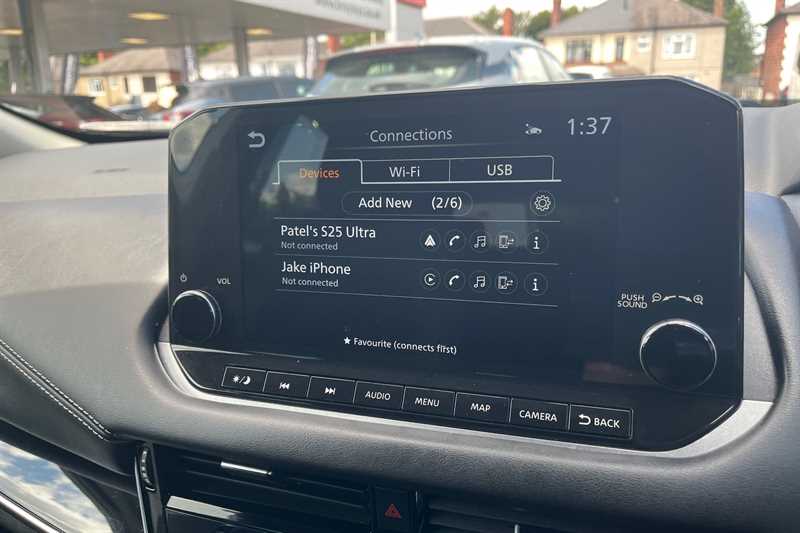 Connections
1:37
Devices
Wi-Fi
USB
Add New (2/6)
Patel's S25 Ultra
Not connected
Jake iPhone
Not connected
Favourite (connects first)
VOL
PUSH
SOUND
AUDIO
MENU
MAP
CAMERA
BACK